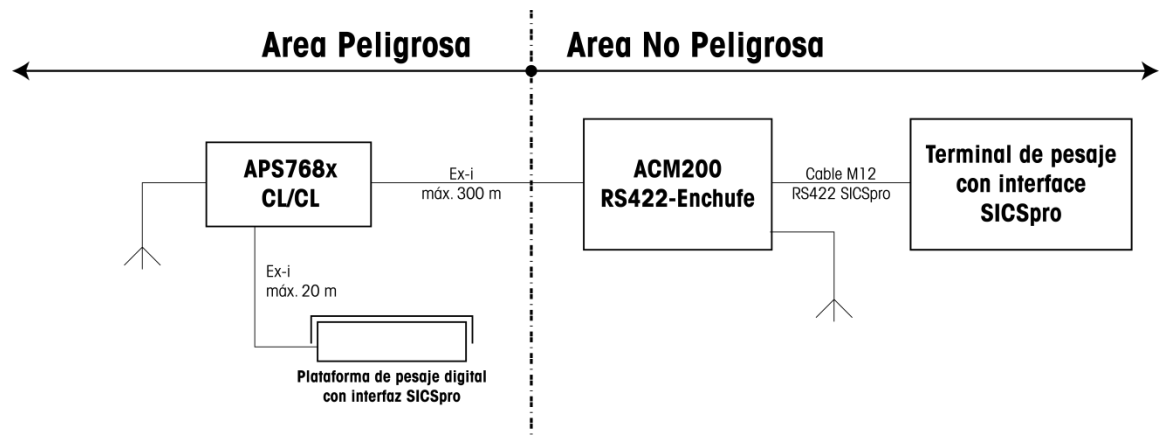 Area Peligrosa
Area No Peligrosa
APS768x
CL/CL
Ex-i
máx. 300 m
ACM200
RS422-Enchufe
Cable M12
RS422 SICSpro
Terminal de pesaje
con interface
SICSpro
Ex-i
máx. 20 m
Plataforma de pesaje digital
con interfaz SICSpro